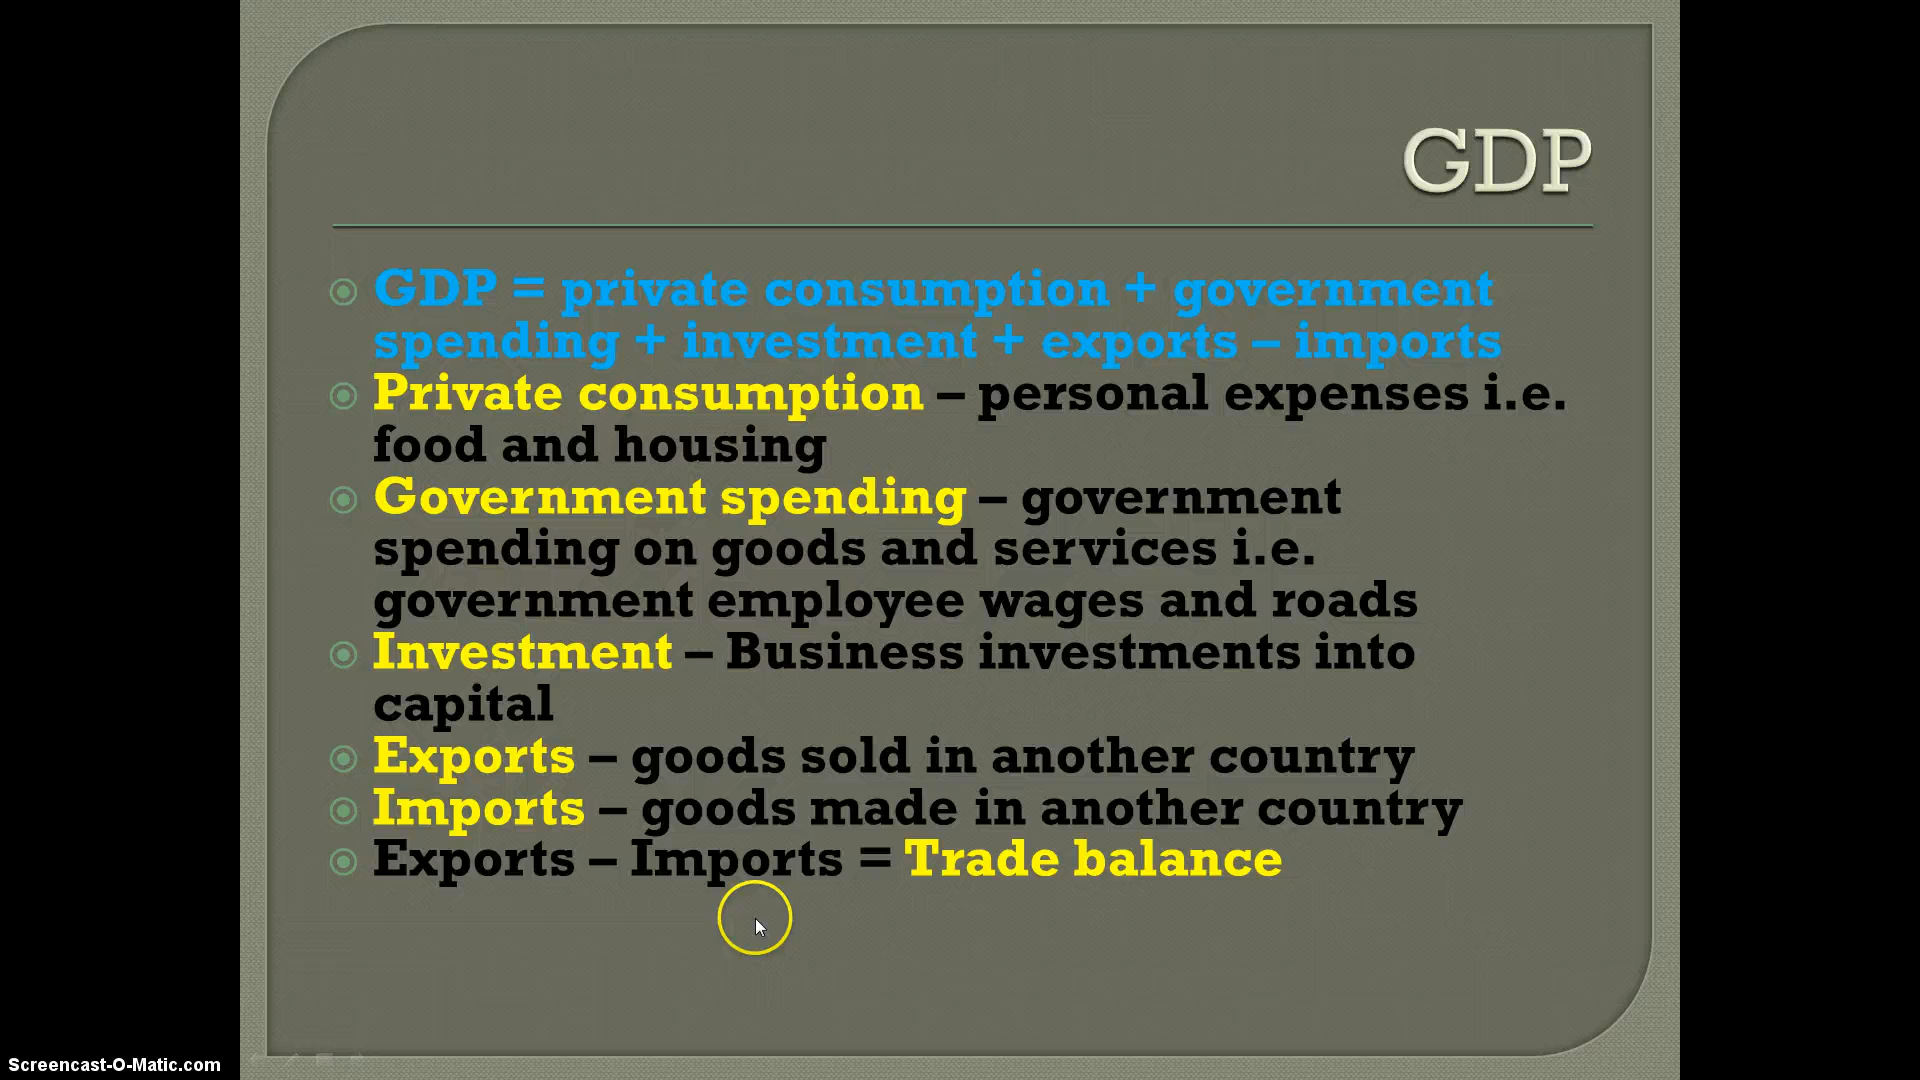 GDP
GDP = private consumption + government
spending + investment + exports – imports
Private consumption – personal expenses i.e.
food and housing
Government spending – government
spending on goods and services i.e.
government employee wages and roads
Investment – Business investments into
capital
Exports – goods sold in another country
Imports – goods made in another country
Exports – Imports = Trade balance
Screencast-O-Matic.com